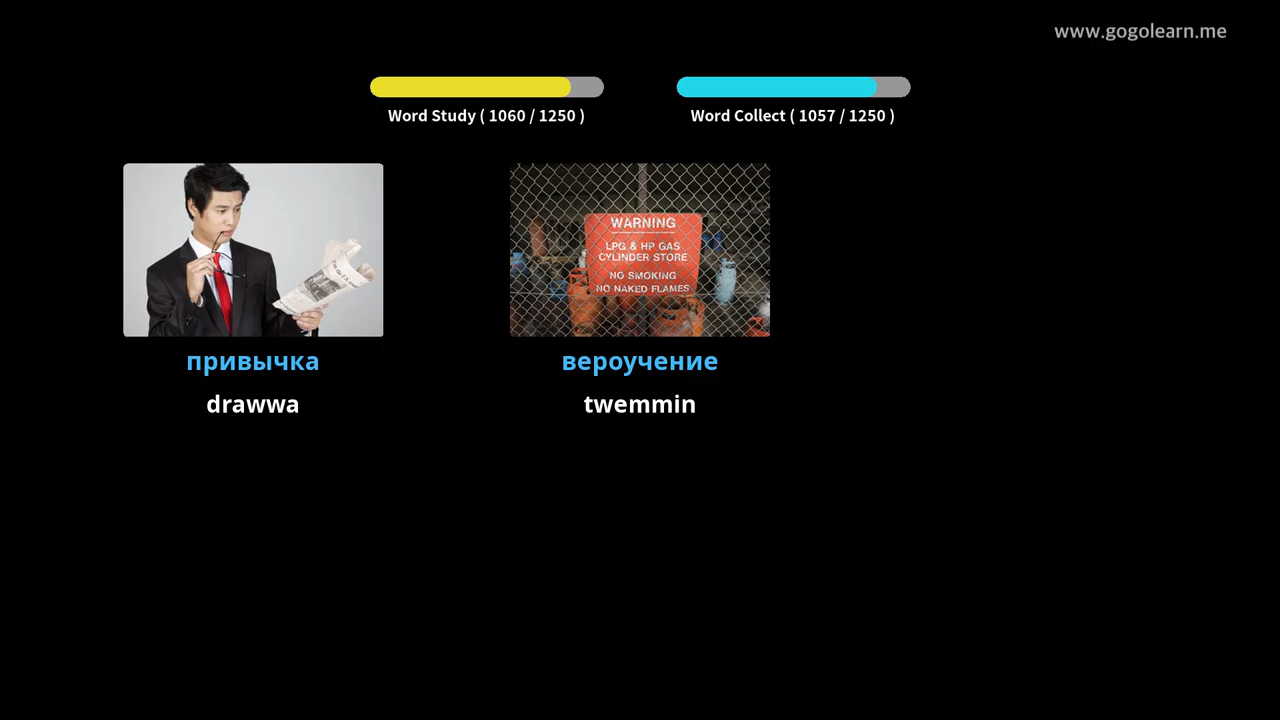 www.gogolearn.me
Word Study ( 1060 / 1250 )
Word Collect ( 1057 / 1250 )
WARNING
LPG & HP GAS
CYLINDER STORE
NO SMOKING
NO NAKED FLAMES
привычка
вероучение
drawwa
twemmin